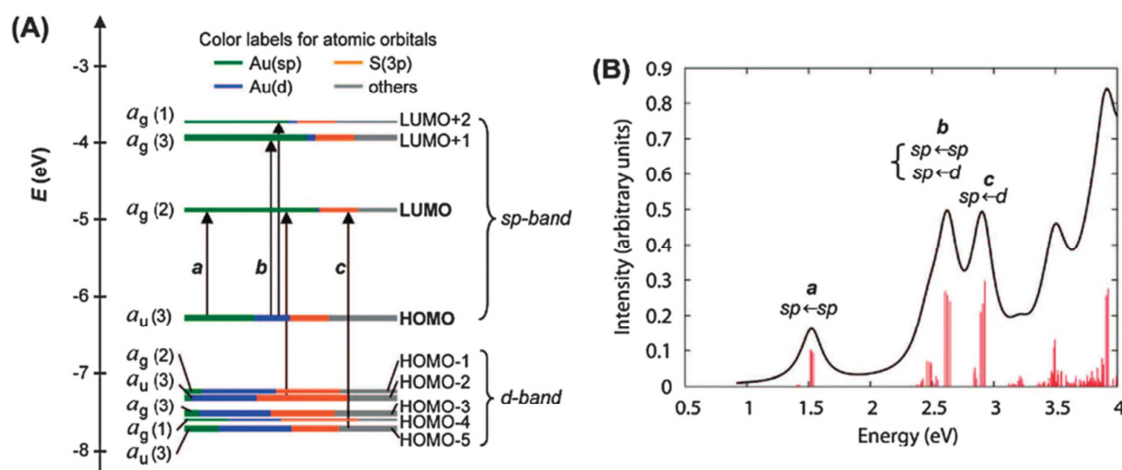 (A)
Color labels for atomic orbitals
Au(sp)
S(3p)
Au(d)
others
-3
-4
-5
-6
-7
-8
E (eV)
ag (1)
LUMO+2
ag (3)
LUMO+1
ag (2)
LUMO
sp-band
a
b
c
au (3)
HOMO
ag (2)
HOMO-1
au (3)
HOMO-2
ag (3)
HOMO-3
d-band
ag (1)
HOMO-4
au (3)
HOMO-5
(B)
0.9
0.8
0.7
0.6
0.5
0.4
0.3
0.2
0.1
0
Intensity (arbitrary units)
b
{ sp←sp
sp←d
c
sp←d
a
sp←sp
0.5 1 1.5 2 2.5 3 3.5 4
Energy (eV)